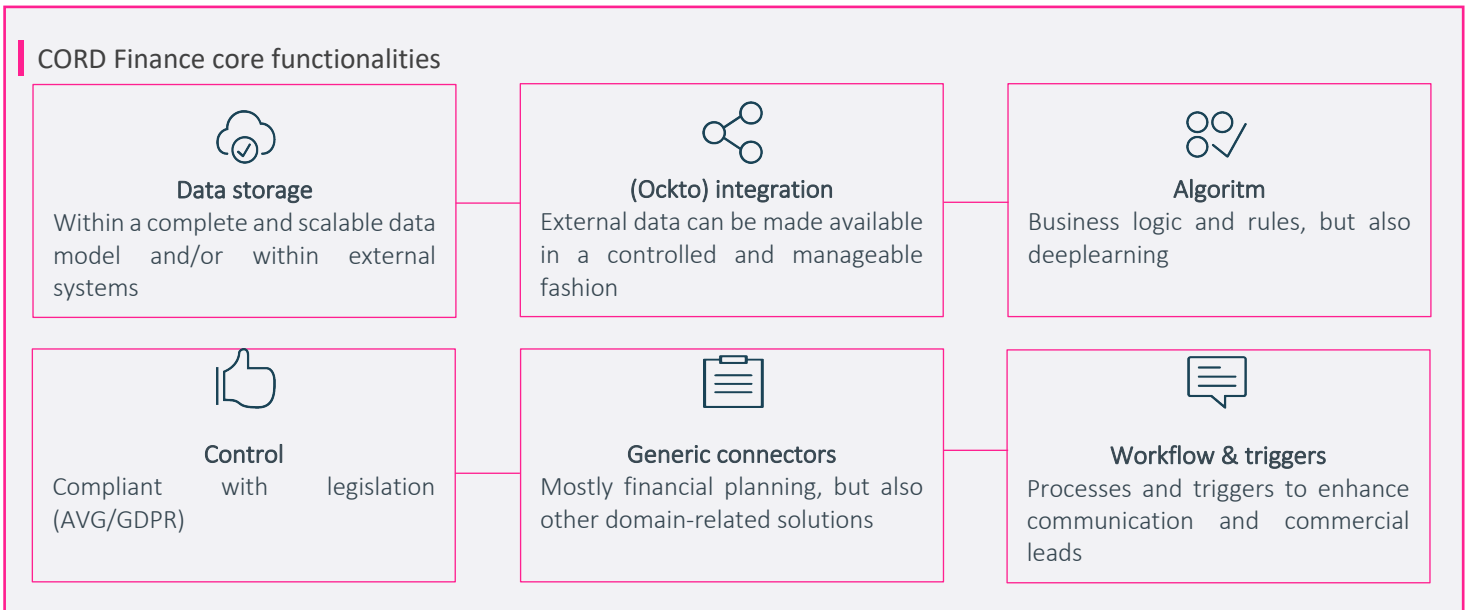 CORD Finance core functionalities
Data storage
Within a complete and scalable data
model and/or within external
systems
(Ockto) integration
External data can be made available
in a controlled and manageable
fashion
Algoritm
Business logic and rules, but also
deeplearning
Control
Compliant with legislation
(AVG/GDPR)
Generic connectors
Mostly financial planning, but also
other domain-related solutions
Workflow & triggers
Processes and triggers to enhance
communication and commercial
leads